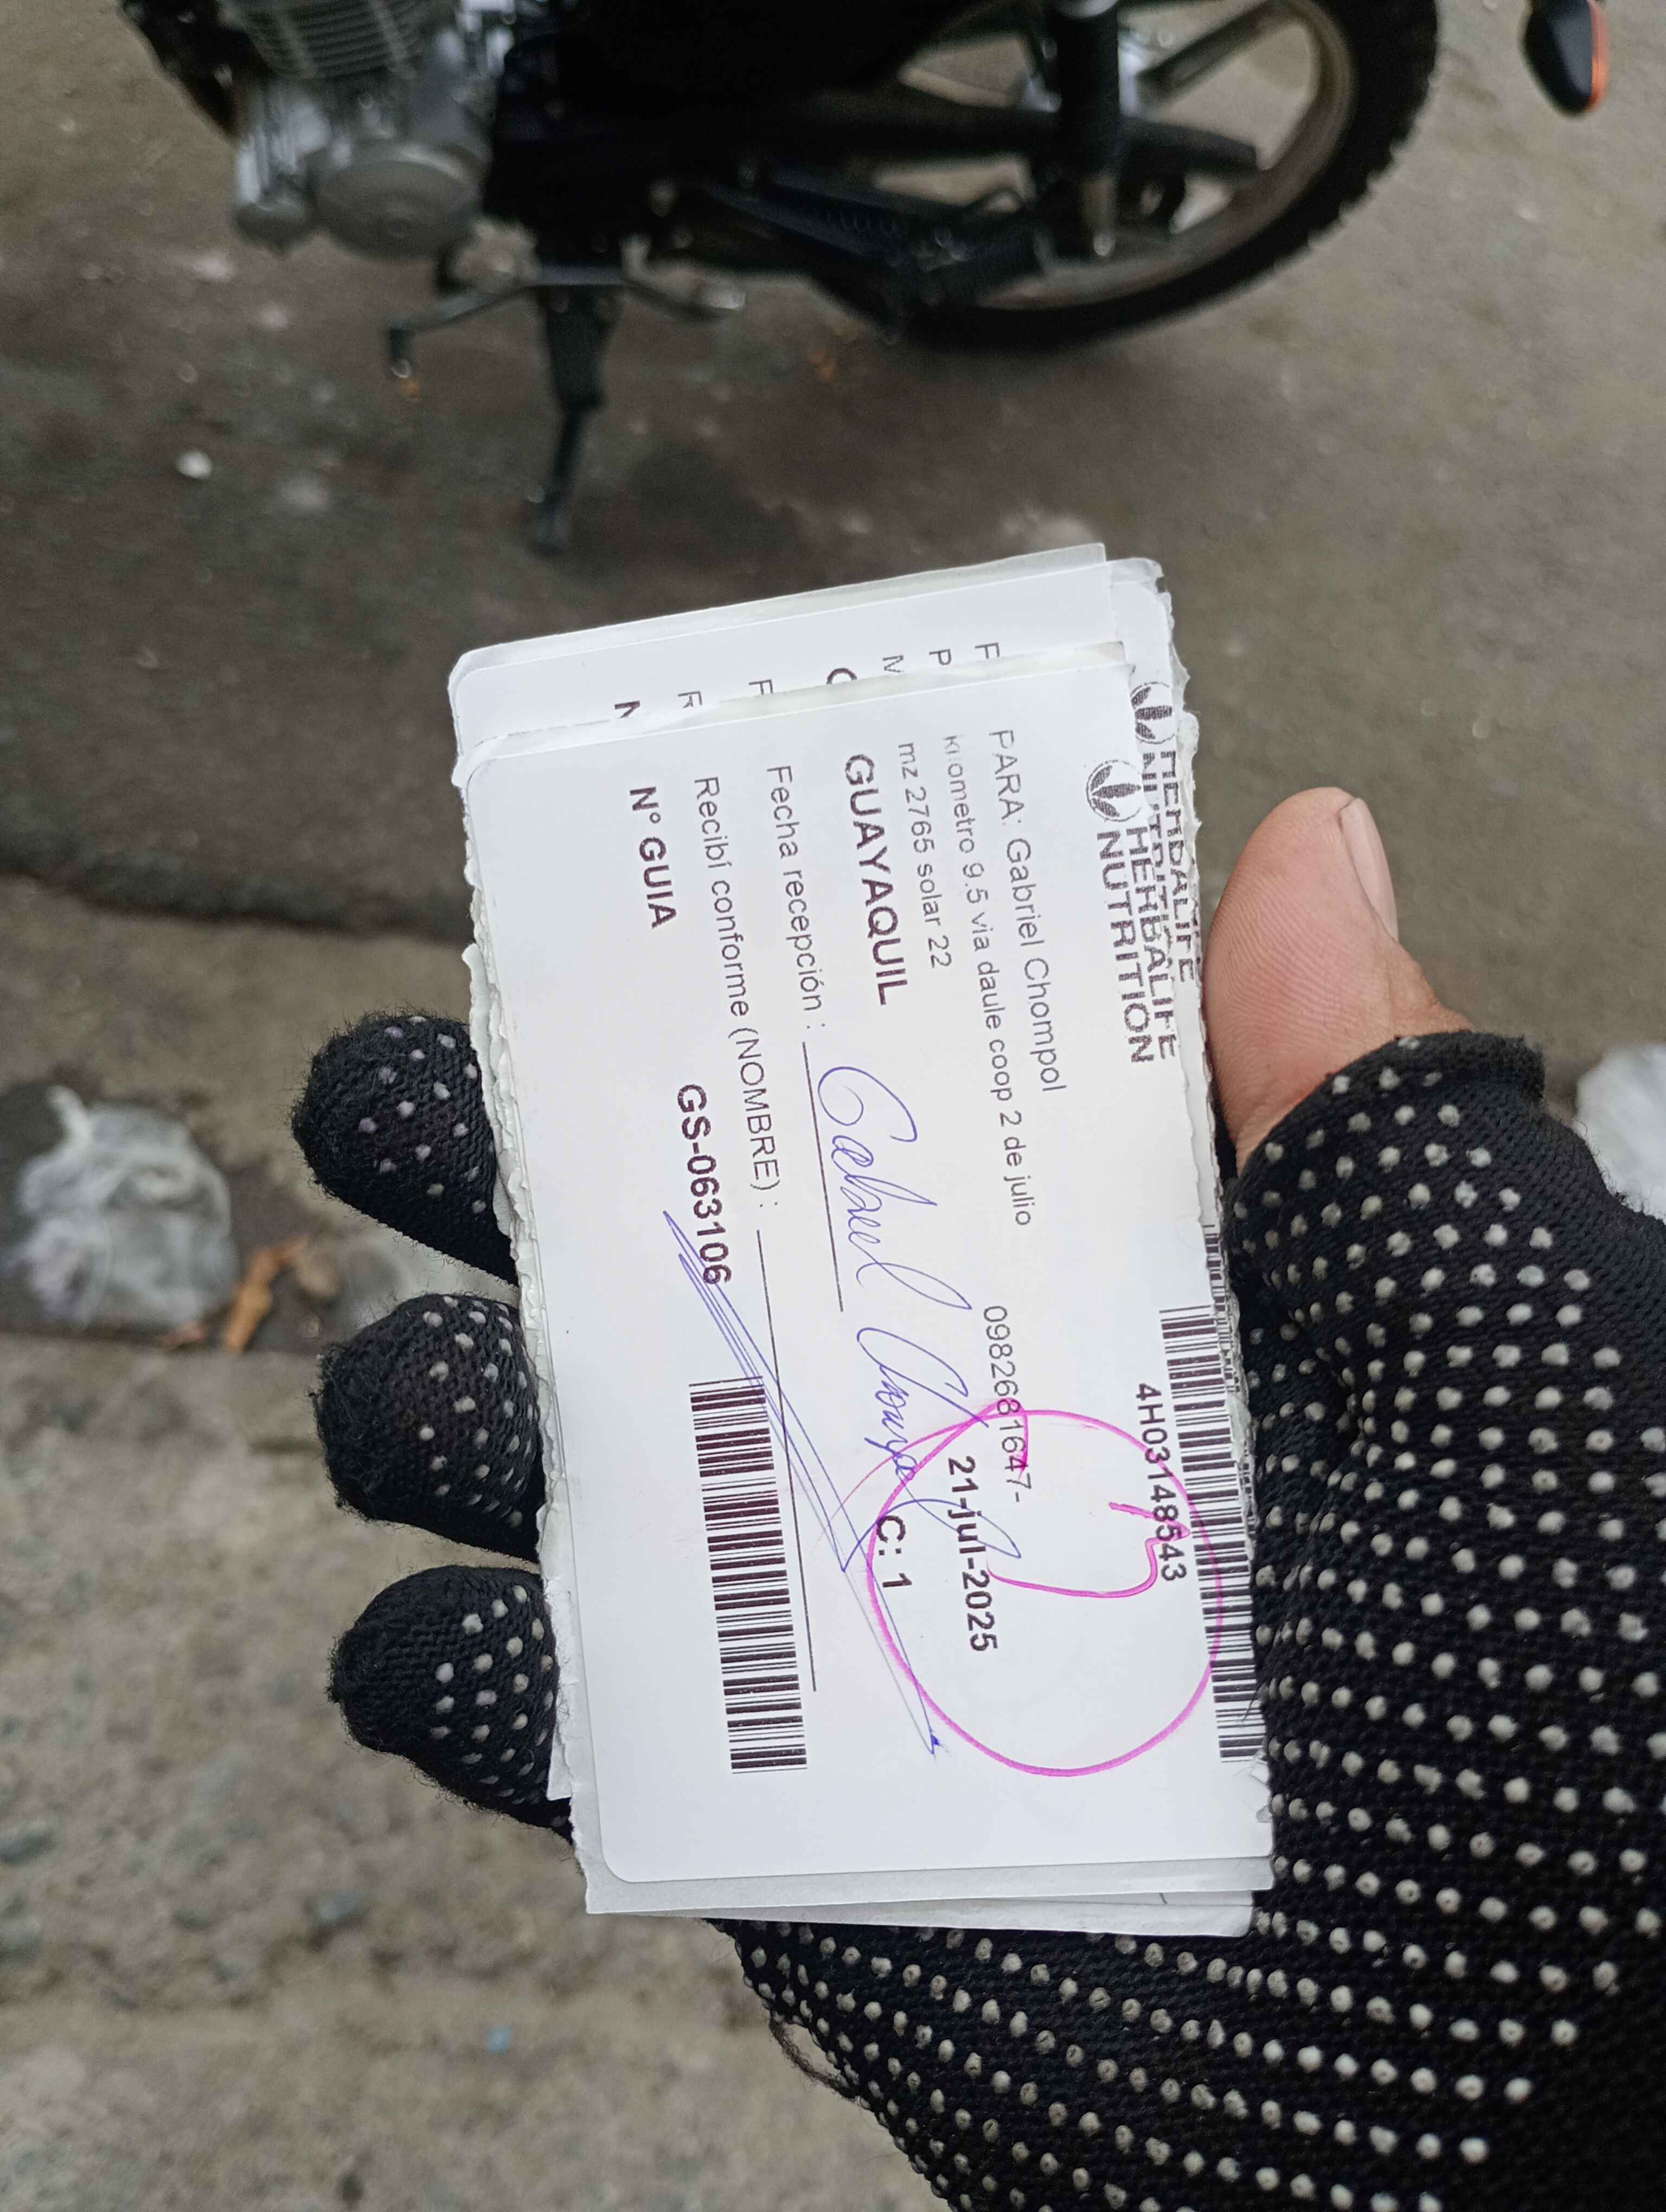 HERBALIFE
NUTRITION
4H03148543
PARA: Gabriel Chompol
Kilometro 9.5 via daule coop 2 de julio
0982681647-
mz 2765 solar 22
21-jul-2025
GUAYAQUIL
C: 1
Fecha recepción :
Gabriel
Recibí conforme (NOMBRE) :
N° GUIA
GS-063106